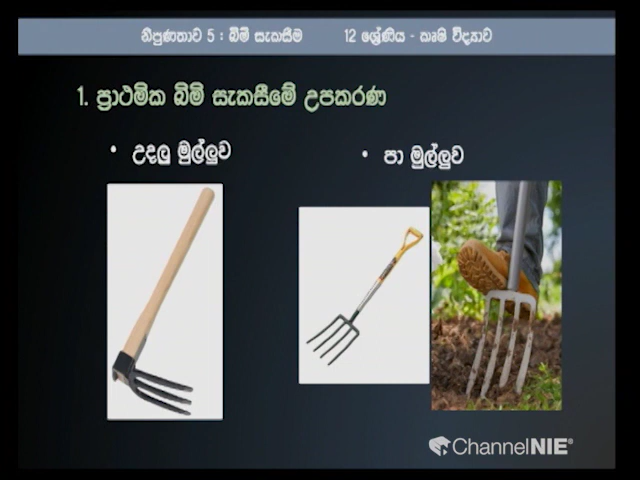 නිපුණතාව 5 : බිම් සැකසීම 12 ශ්‍රේණිය - කෘෂි විද්‍යාව
1. ප්‍රාථමික බිම් සැකසීමේ උපකරණ
• උදලු මුල්ලුව • පා මුල්ලුව
ChannelNIE